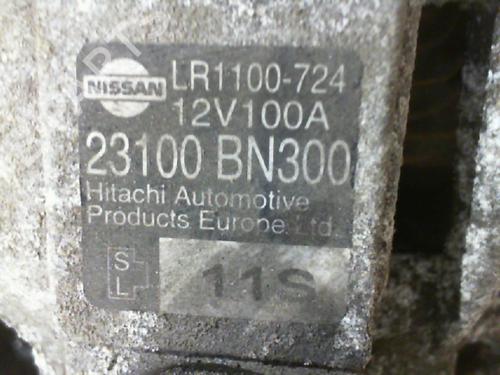 NISSAN LR1100-724
12V100A
23100 BN300
Hitachi Automotive
Products Europe Ltd.
S
L
11S